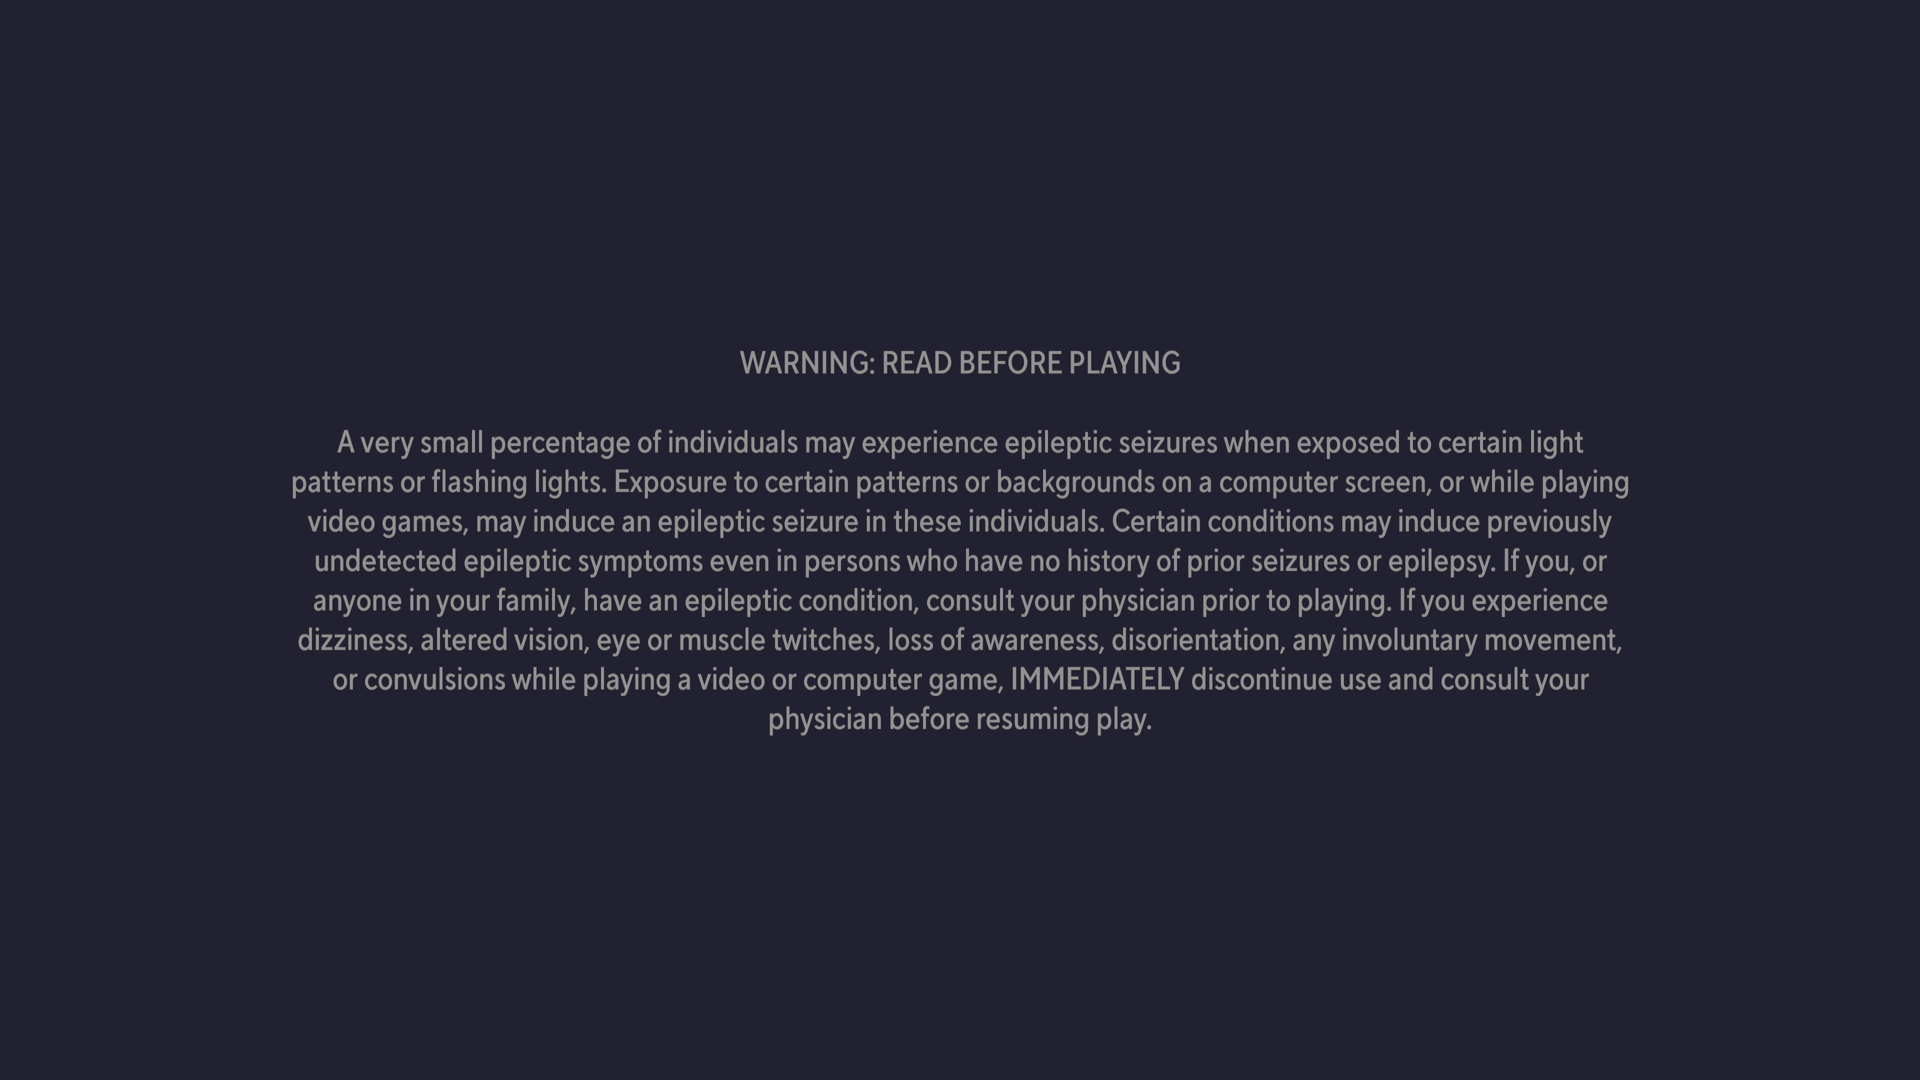 WARNING: READ BEFORE PLAYING
A very small percentage of individuals may experience epileptic seizures when exposed to certain light
patterns or flashing lights. Exposure to certain patterns or backgrounds on a computer screen, or while playing
video games, may induce an epileptic seizure in these individuals. Certain conditions may induce previously
undetected epileptic symptoms even in persons who have no history of prior seizures or epilepsy. If you, or
anyone in your family, have an epileptic condition, consult your physician prior to playing. If you experience
dizziness, altered vision, eye or muscle twitches, loss of awareness, disorientation, any involuntary movement,
or convulsions while playing a video or computer game, IMMEDIATELY discontinue use and consult your
physician before resuming play.